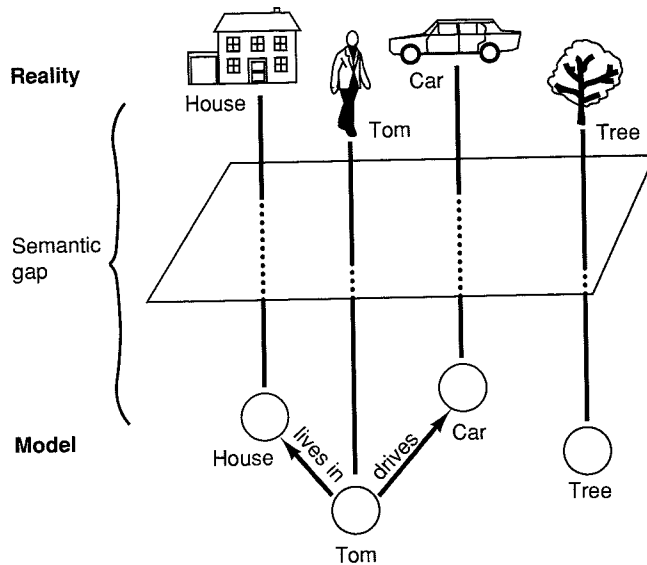 Reality
House
Tom
Car
Tree
Semantic
gap
Model
House
lives in
drives
Car
Tom
Tree